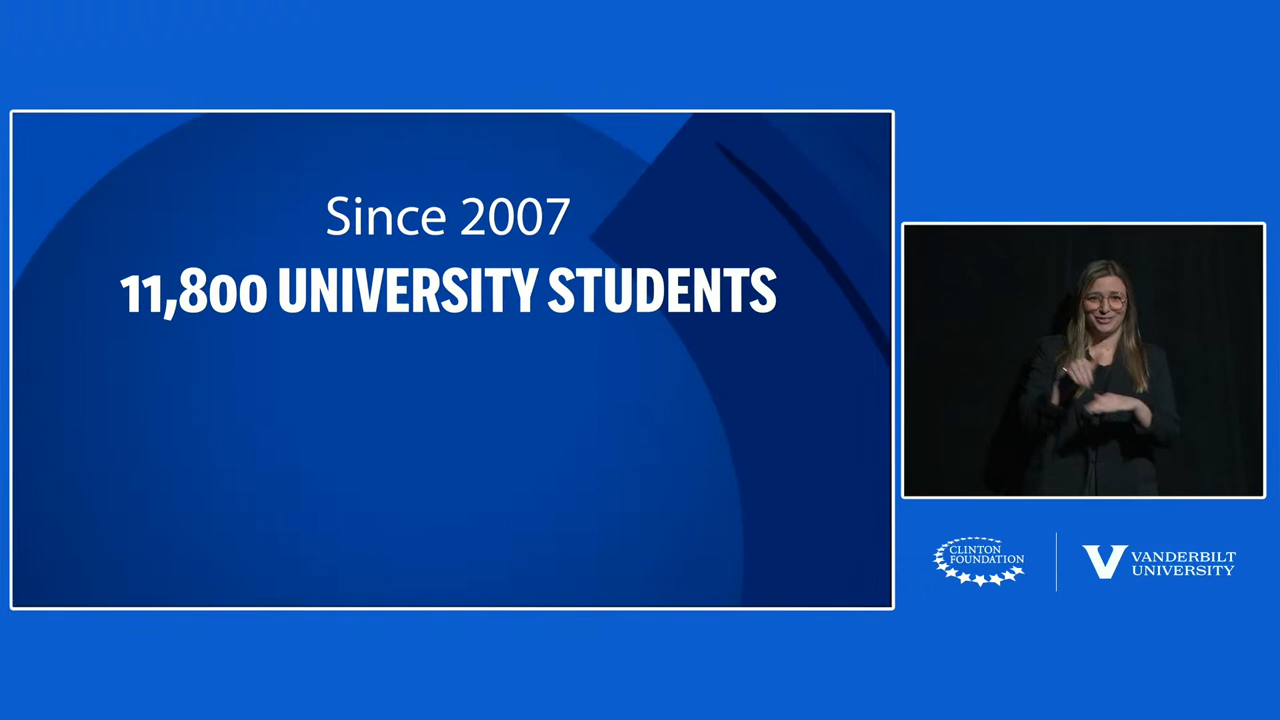 Since 2007
11,800 UNIVERSITY STUDENTS
CLINTON
FOUNDATION
VANDERBILT
UNIVERSITY